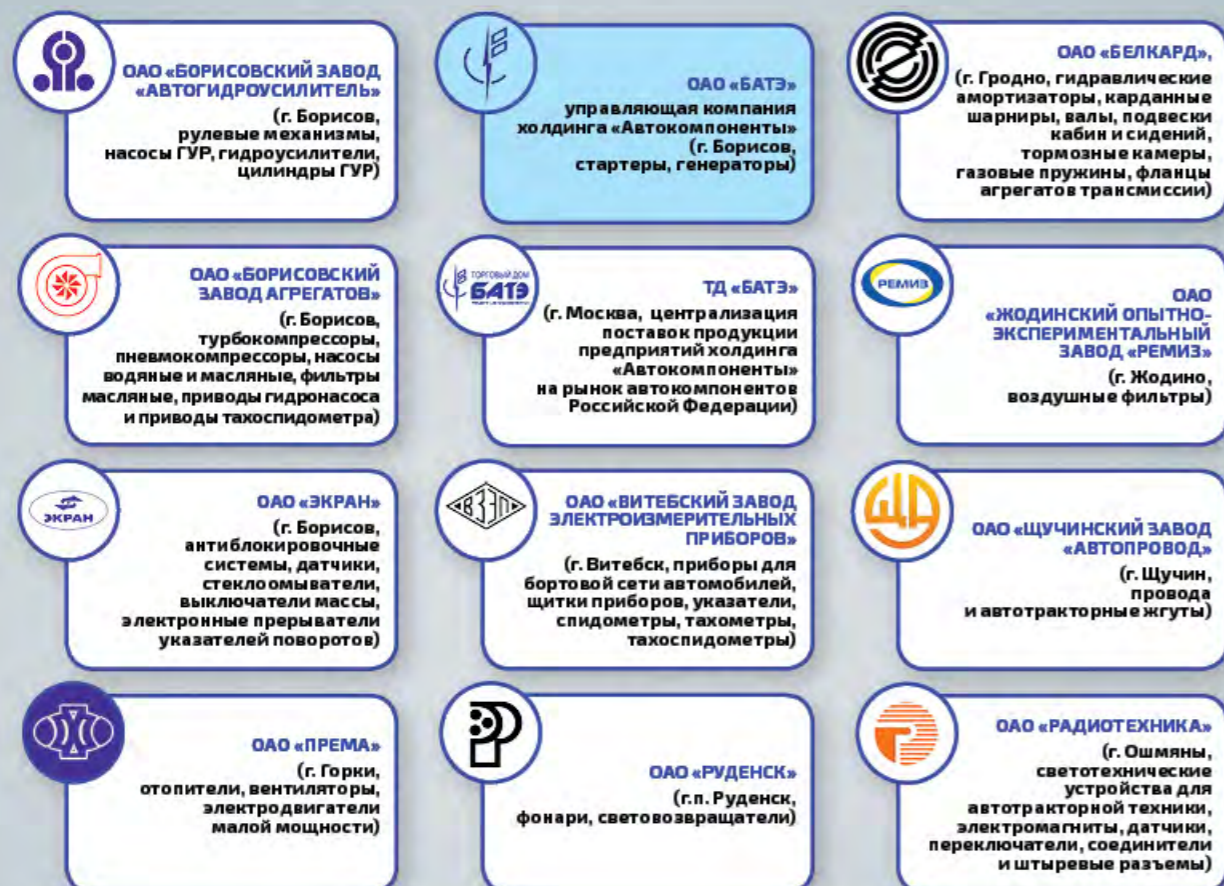 ОАО «БОРИСОВСКИЙ ЗАВОД
«АВТОГИДРОУСИЛИТЕЛЬ»
(г. Борисов,
рулевые механизмы,
насосы ГУР, гидроусилители,
цилиндры ГУР)
ОАО «БАТЭ»
управляющая компания
холдинга «Автокомпоненты»
(г. Борисов,
стартеры, генераторы)
ОАО «БЕЛКАРД»,
(г. Гродно, гидравлические
амортизаторы, карданные
шарниры, валы, подвески
кабин и сидений,
тормозные камеры,
газовые пружины, фланцы
агрегатов трансмиссии)
ОАО «БОРИСОВСКИЙ
ЗАВОД АГРЕГАТОВ»
(г. Борисов,
турбокомпрессоры,
пневмокомпрессоры, насосы
водяные и масляные, фильтры
масляные, приводы гидронасоса
и приводы тахоспидометра)
ТОРГОВЫЙ ДОМ
БАТЭ
ТД «БАТЭ»
(г. Москва, централизация
поставок продукции
предприятий холдинга
«Автокомпоненты»
на рынок автокомпонентов
Российской Федерации)
РЕМИЗ
ОАО
«ЖОДИНСКИЙ ОПЫТНО-
ЭКСПЕРИМЕНТАЛЬНЫЙ
ЗАВОД «РЕМИЗ»
(г. Жодино,
воздушные фильтры)
ЭКРАН
ОАО «ЭКРАН»
(г. Борисов,
антиблокировочные
системы, датчики,
стеклоомыватели,
выключатели массы,
электронные прерыватели
указателей поворотов)
ВЗЭП
ОАО «ВИТЕБСКИЙ ЗАВОД
ЭЛЕКТРОИЗМЕРИТЕЛЬНЫХ
ПРИБОРОВ»
(г. Витебск, приборы для
бортовой сети автомобилей,
щитки приборов, указатели,
спидометры, тахометры,
тахоспидометры)
ОАО «ЩУЧИНСКИЙ ЗАВОД
«АВТОПРОВОД»
(г. Щучин,
провода
и автотракторные жгуты)
ОАО «ПРЕМА»
(г. Горки,
отопители, вентиляторы,
электродвигатели
малой мощности)
ОАО «РУДЕНСК»
(г.п. Руденск,
фонари, световозвращатели)
ОАО «РАДИОТЕХНИКА»
(г. Ошмяны,
светотехнические
устройства для
автотракторной техники,
электромагниты, датчики,
переключатели, соединители
и штыревые разъемы)